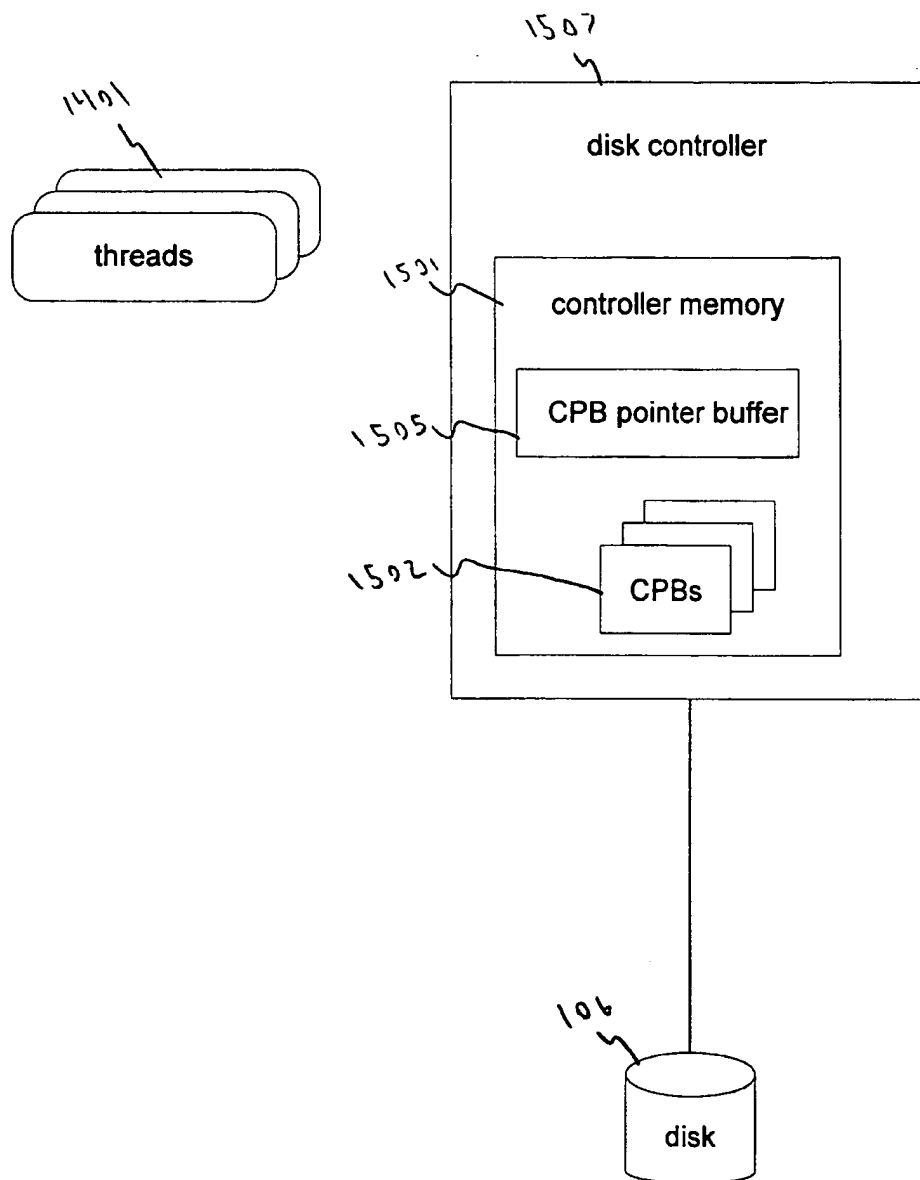 1507
1401
disk controller
threads
1501
controller memory
CPB pointer buffer
1505
1502
CPBs
106
disk